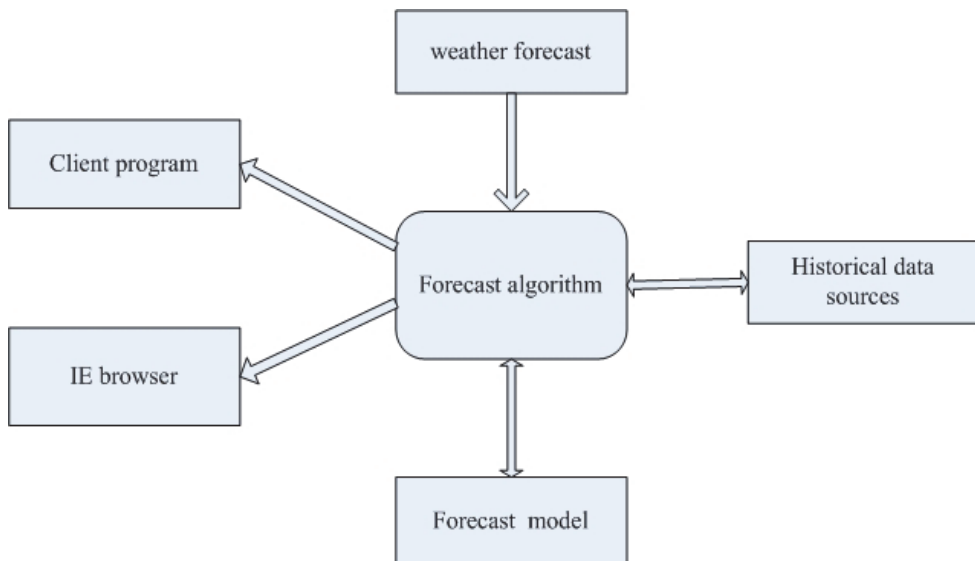 weather forecast
Client program
Forecast algorithm
Historical data
sources
IE browser
Forecast model